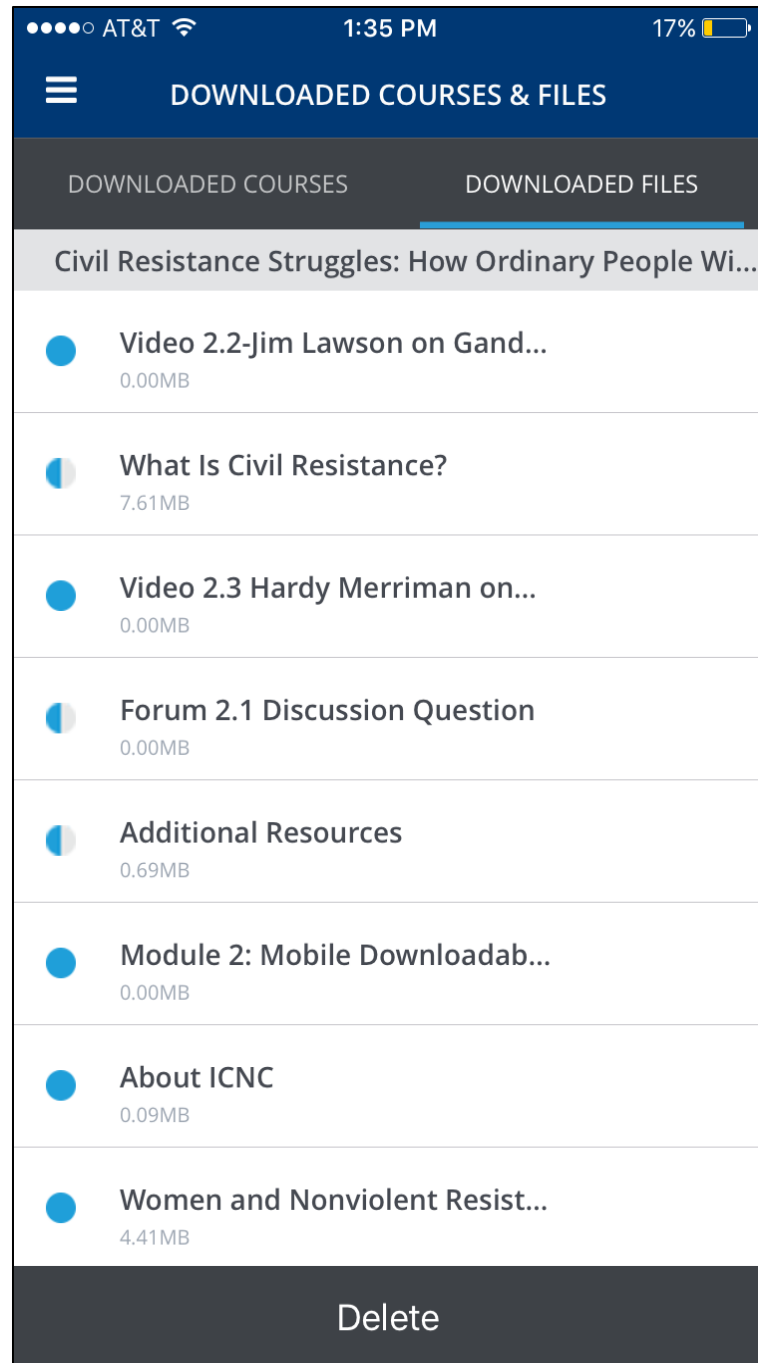 AT&T 1:35 PM 17%
DOWNLOADED COURSES & FILES
DOWNLOADED COURSES DOWNLOADED FILES
Civil Resistance Struggles: How Ordinary People Wi...
Video 2.2-Jim Lawson on Gand...
0.00MB
What Is Civil Resistance?
7.61MB
Video 2.3 Hardy Merriman on...
0.00MB
Forum 2.1 Discussion Question
0.00MB
Additional Resources
0.69MB
Module 2: Mobile Downloadab...
0.00MB
About ICNC
0.09MB
Women and Nonviolent Resist...
4.41MB
Delete